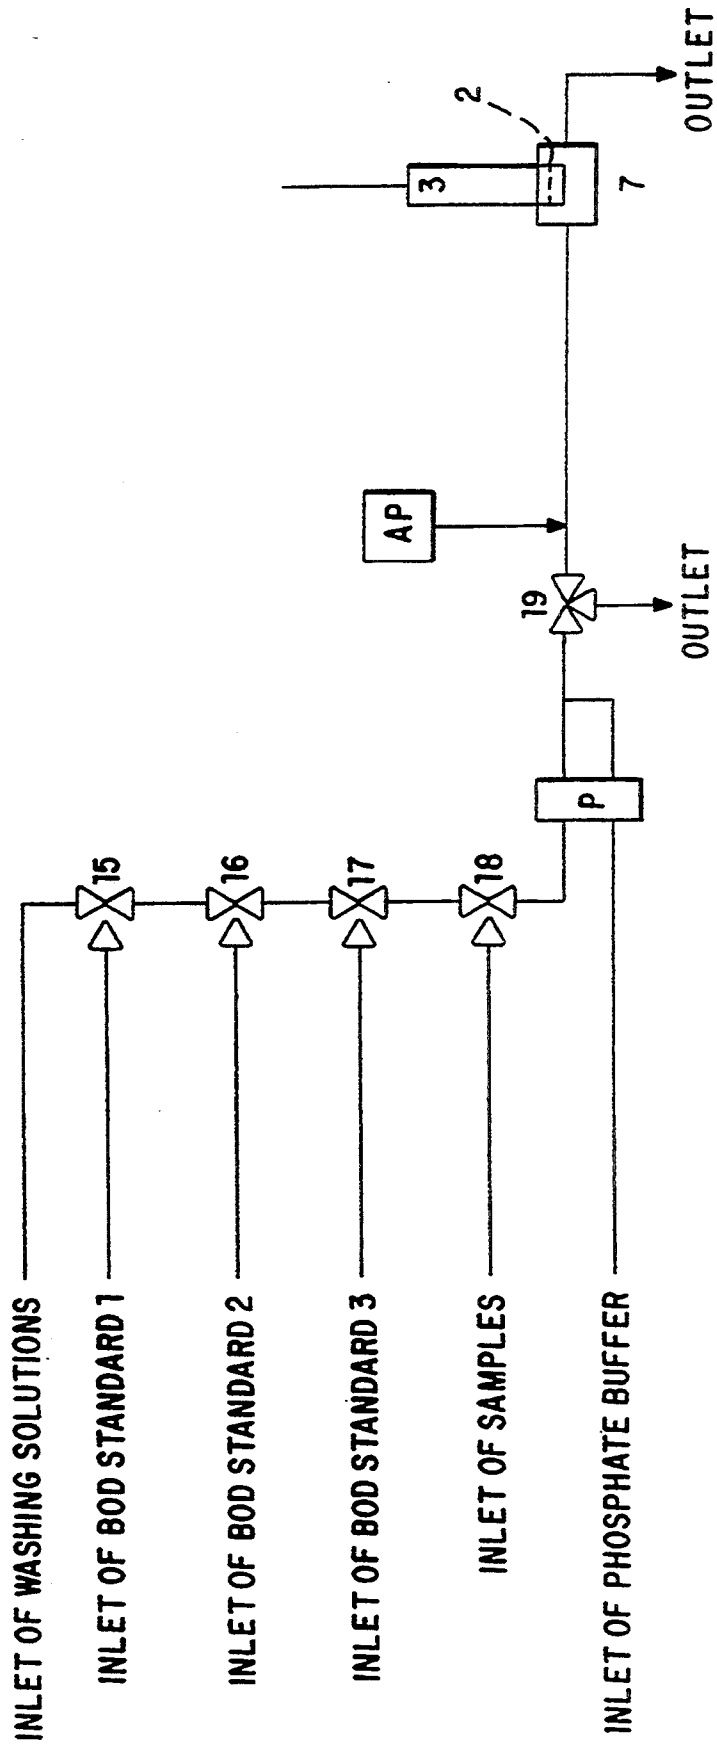 INLET OF WASHING SOLUTIONS
INLET OF BOD STANDARD 1
15
INLET OF BOD STANDARD 2
16
INLET OF BOD STANDARD 3
17
INLET OF SAMPLES
18
INLET OF PHOSPHATE BUFFER
P
19
OUTLET
AP
3
2
7
OUTLET